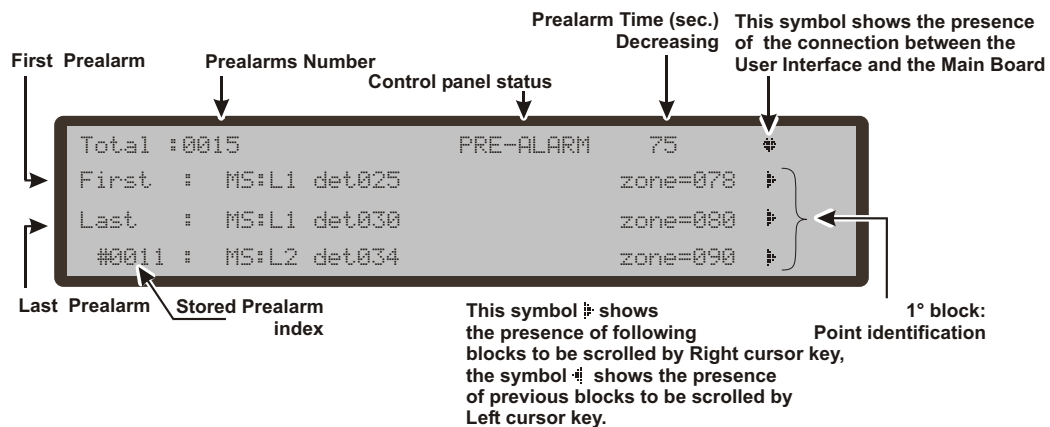 Prealarm Time (sec.)
Decreasing
This symbol shows the presence
of the connection between the
User Interface and the Main Board
First Prealarm
Prealarms Number
Control panel status
Total :0015 PRE-ALARM 75
First : MS:L1 det025 zone=078
Last : MS:L1 det030 zone=080
#0011 : MS:L2 det034 zone=090
Last Prealarm
Stored Prealarm
index
This symbol shows
the presence of following
blocks to be scrolled by Right cursor key,
the symbol shows the presence
of previous blocks to be scrolled by
Left cursor key.
1° block:
Point identification